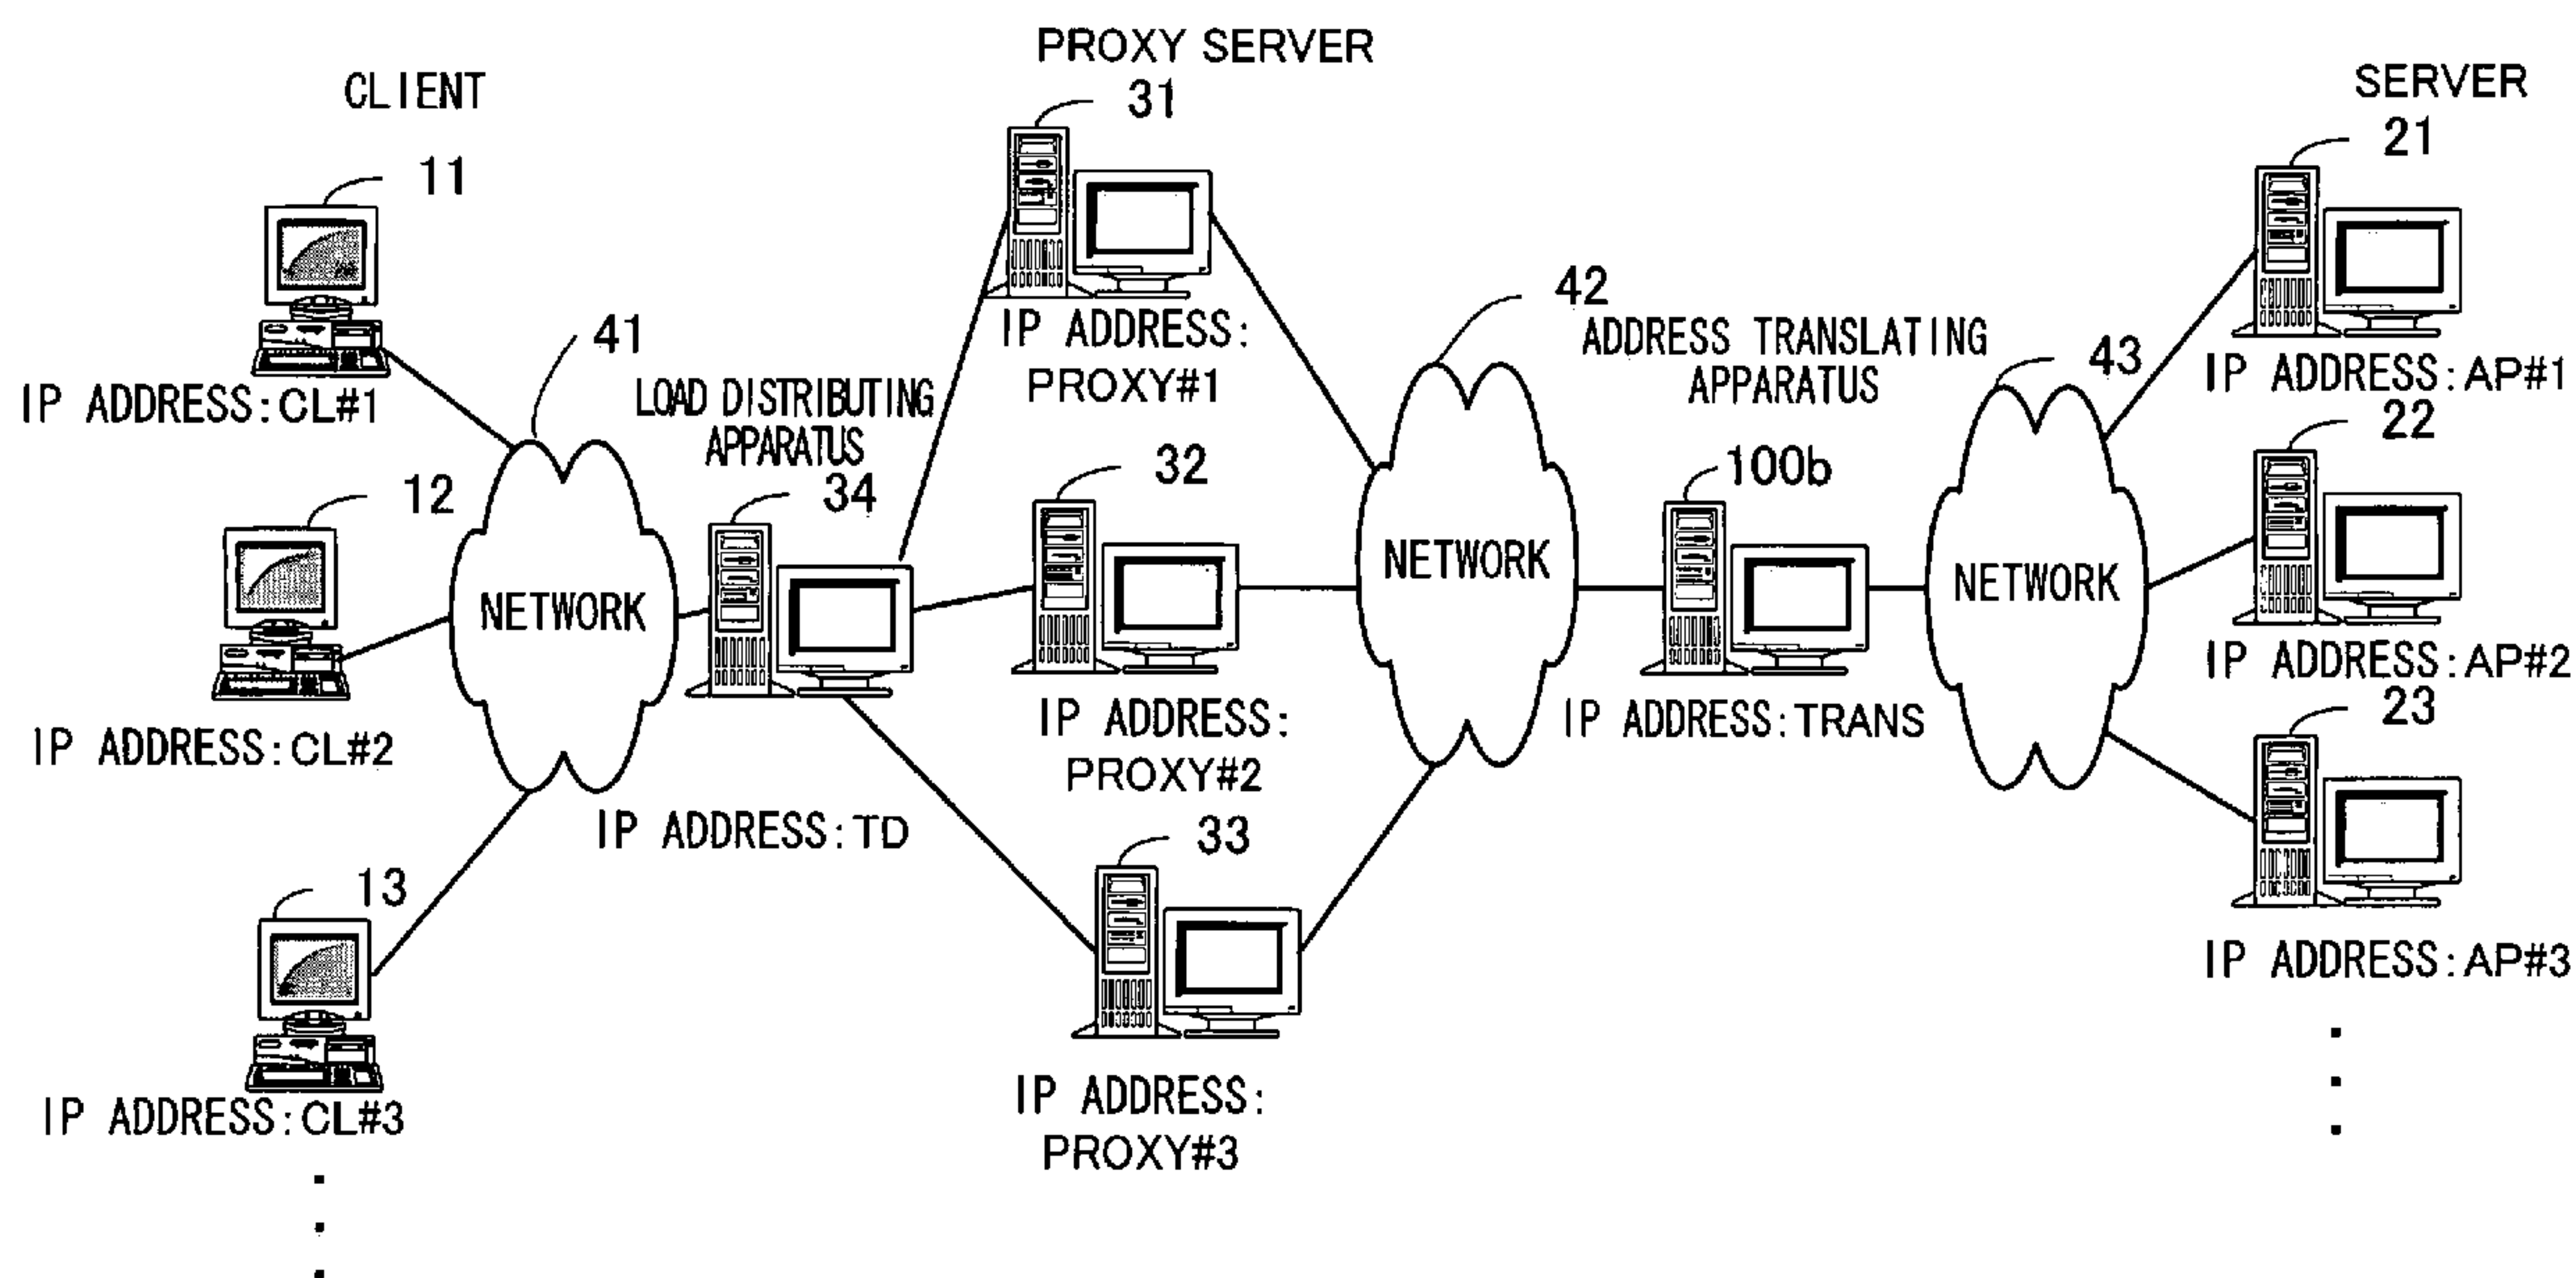 PROXY SERVER
CLIENT
SERVER
31
21
11
IP ADDRESS:CL#1
41
IP ADDRESS:
PROXY#1
42
ADDRESS TRANSLATING
APPARATUS
43
IP ADDRESS:AP#1
LOAD DISTRIBUTING
APPARATUS
34
12
32
100b
22
NETWORK
NETWORK
NETWORK
IP ADDRESS:CL#2
IP ADDRESS:TD
IP ADDRESS:
PROXY#2
IP ADDRESS:TRANS
IP ADDRESS:AP#2
23
13
33
IP ADDRESS:CL#3
IP ADDRESS:
PROXY#3
IP ADDRESS:AP#3